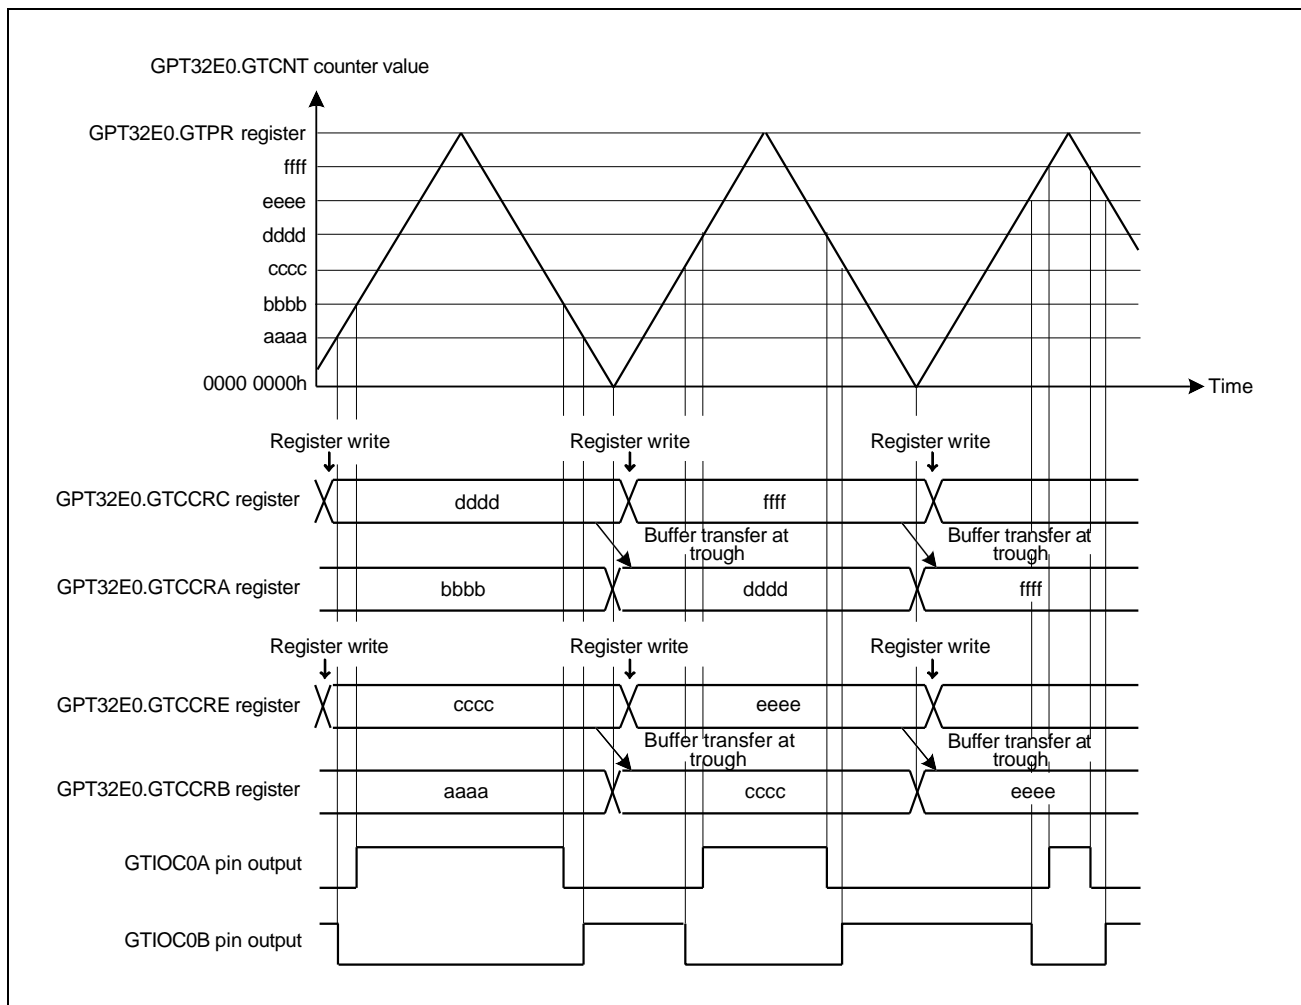 GPT32E0.GTCNT counter value
GPT32E0.GTPR register
ffff
eeee
dddd
cccc
bbbb
aaaa
0000 0000h
Time
Register write Register write Register write
GPT32E0.GTCCRC register dddd ffff
Buffer transfer at trough Buffer transfer at trough
GPT32E0.GTCCRA register bbbb dddd ffff
Register write Register write Register write
GPT32E0.GTCCRE register cccc eeee
Buffer transfer at trough Buffer transfer at trough
GPT32E0.GTCCRB register aaaa cccc eeee
GTIOC0A pin output
GTIOC0B pin output